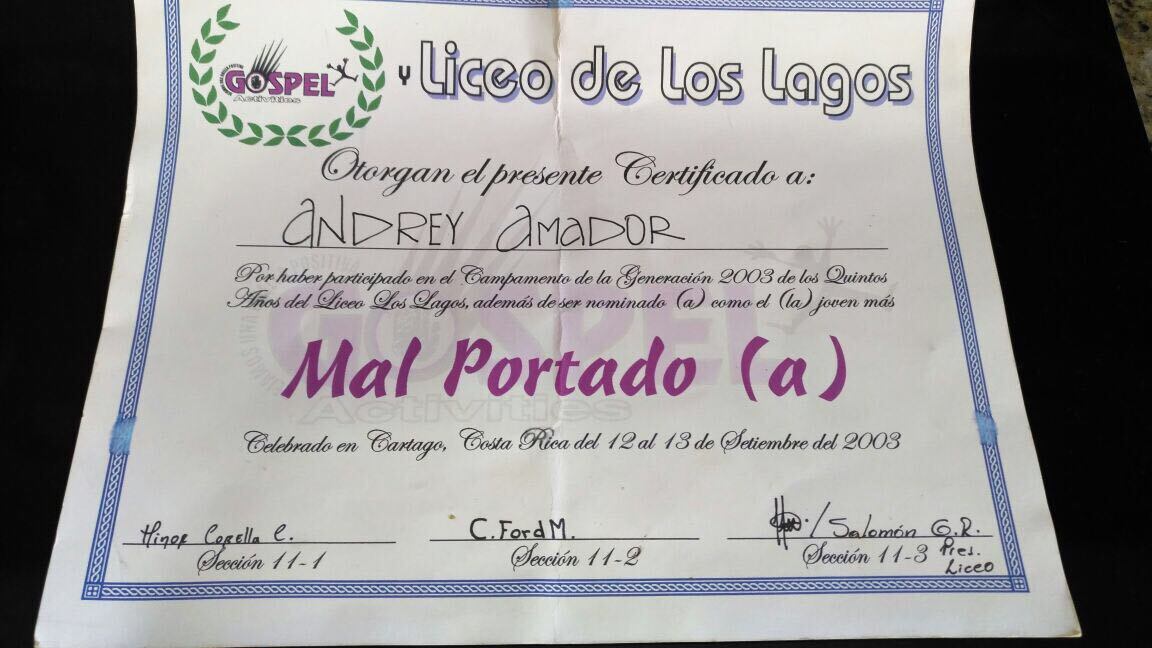 GOSPEL
Activities
Y Liceo de Los Lagos
Otorgan el presente Certificado a:
ANDREY AMADOR
Por haber participado en el Campamento de la Generación 2003 de los Quintos
Años del Liceo Los Lagos, además de ser nominado (a) como el (la) joven más
Mal Portado (a)
Celebrado en Cartago, Costa Rica del 12 al 13 de Setiembre del 2003
Minor Corella C.
C. Ford M.
/ Salomón G.R.
Pres.
Liceo
Sección 11-1
Sección 11-2
Sección 11-3